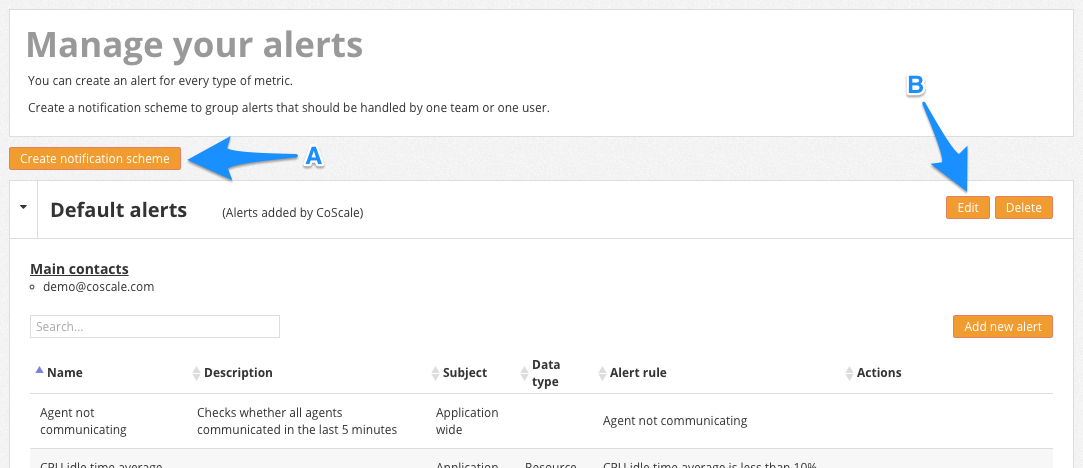 Manage your alerts
You can create an alert for every type of metric.
Create a notification scheme to group alerts that should be handled by one team or one user.
B
Create notification scheme
A
Default alerts (Alerts added by CoScale) Edit Delete
Main contacts
demo@coscale.com
Search... Add new alert
Name Description Subject Data type Alert rule Actions
Agent not communicating Checks whether all agents communicated in the last 5 minutes Application wide Agent not communicating
CPU idle time average Application Resource CPU idle time average is less than 10%